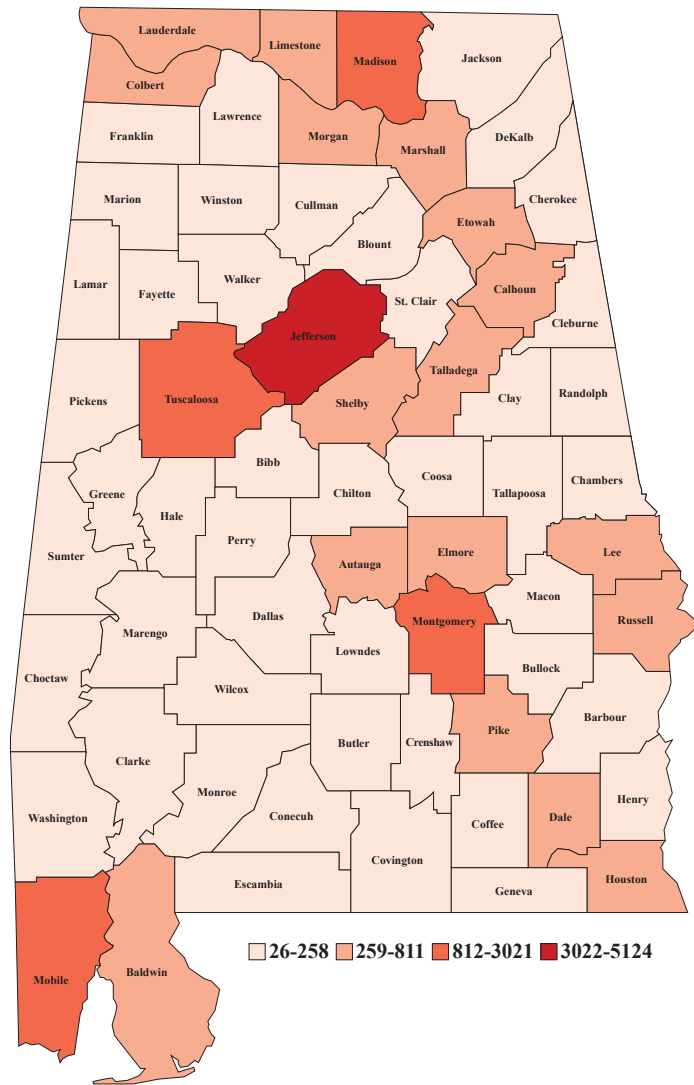 Lauderdale
Limestone
Madison
Jackson
Colbert
Lawrence
Franklin
Morgan
Marshall
DeKalb
Marion
Winston
Cullman
Cherokee
Etowah
Blount
Walker
Lamar
Fayette
St. Clair
Calhoun
Cleburne
Jefferson
Talladega
Pickens
Tuscaloosa
Shelby
Clay
Randolph
Bibb
Coosa
Chambers
Greene
Chilton
Tallapoosa
Hale
Perry
Sumter
Autauga
Elmore
Lee
Macon
Dallas
Montgomery
Russell
Marengo
Lowndes
Bullock
Choctaw
Wilcox
Barbour
Pike
Butler
Crenshaw
Clarke
Monroe
Henry
Washington
Conecuh
Coffee
Dale
Covington
Houston
Escambia
Geneva
26-258 259-811 812-3021 3022-5124
Baldwin
Mobile